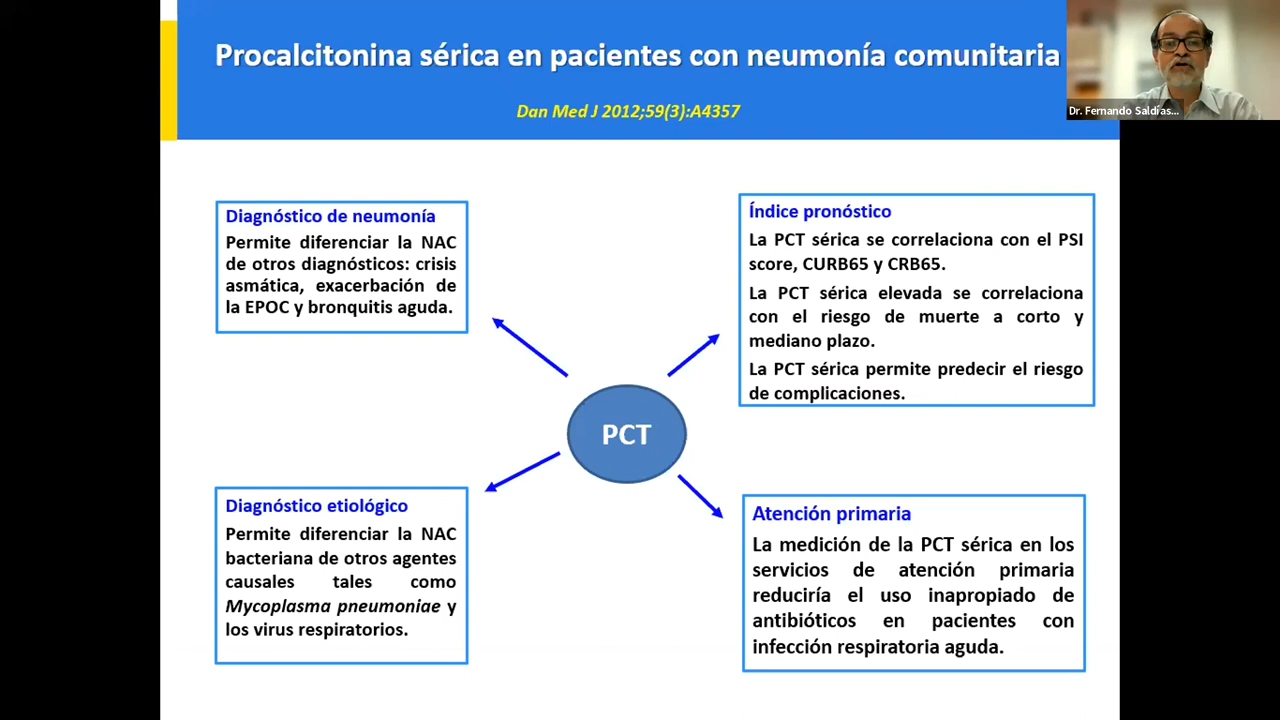 Procalcitonina sérica en pacientes con neumonía comunitaria
Dan Med J 2012;59(3):A4357
Dr. Fernando Saldías...
Diagnóstico de neumonía
Permite diferenciar la NAC
de otros diagnósticos: crisis
asmática, exacerbación de
la EPOC y bronquitis aguda.
Índice pronóstico
La PCT sérica se correlaciona con el PSI
score, CURB65 y CRB65.
La PCT sérica elevada se correlaciona
con el riesgo de muerte a corto y
mediano plazo.
La PCT sérica permite predecir el riesgo
de complicaciones.
PCT
Diagnóstico etiológico
Permite diferenciar la NAC
bacteriana de otros agentes
causales tales como
Mycoplasma pneumoniae y
los virus respiratorios.
Atención primaria
La medición de la PCT sérica en los
servicios de atención primaria
reduciría el uso inapropiado de
antibióticos en pacientes con
infección respiratoria aguda.